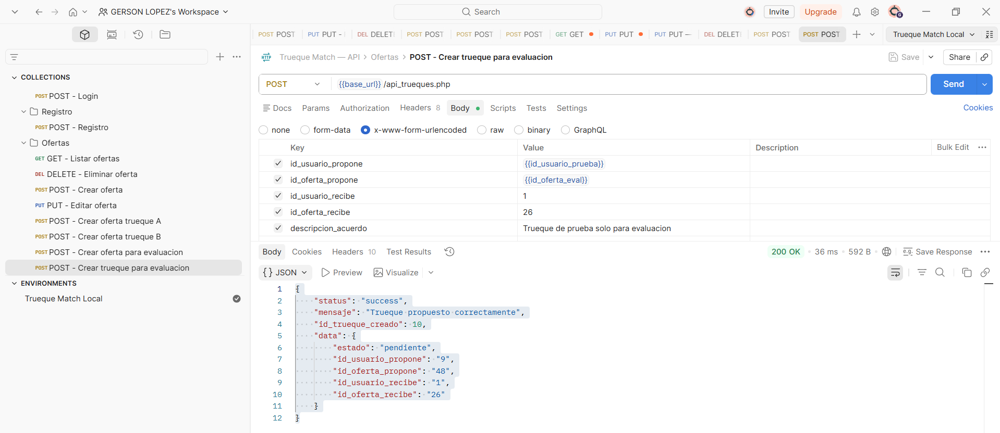 GERSON LOPEZ's Workspace
Search
Invite
Upgrade
POST POST
PUT PUT -
DEL DELET
POST POST
POST POST
POST POST
GET GET
PUT PUT
PUT PUT —
DEL DELET
POST POST
POST POST
Trueque Match Local
COLLECTIONS
POST POST - Login
Registro
POST POST - Registro
Ofertas
GET GET - Listar ofertas
DEL DELETE - Eliminar oferta
POST POST - Crear oferta
PUT PUT - Editar oferta
POST POST - Crear oferta trueque A
POST POST - Crear oferta trueque B
POST POST - Crear oferta para evaluacion
POST POST - Crear trueque para evaluacion
ENVIRONMENTS
Trueque Match Local
HTTP Trueque Match — API > Ofertas > POST - Crear trueque para evaluacion
Save
Share
POST
{{base_url}} /api_trueques.php
Send
Docs Params Authorization Headers 8 Body Scripts Tests Settings
Cookies
none form-data x-www-form-urlencoded raw binary GraphQL
Key Value Description Bulk Edit
id_usuario_propone {{id_usuario_prueba}}
id_oferta_propone {{id_oferta_eval}}
id_usuario_recibe 1
id_oferta_recibe 26
descripcion_acuerdo Trueque de prueba solo para evaluacion
Body Cookies Headers 10 Test Results
200 OK 36 ms 592 B e.g. Save Response
{} JSON Preview Visualize
1 {
2 "status": "success",
3 "mensaje": "Trueque propuesto correctamente",
4 "id_trueque_creado": 10,
5 "data": {
6 "estado": "pendiente",
7 "id_usuario_propone": "9",
8 "id_oferta_propone": "48",
9 "id_usuario_recibe": "1",
10 "id_oferta_recibe": "26"
11 }
12 }